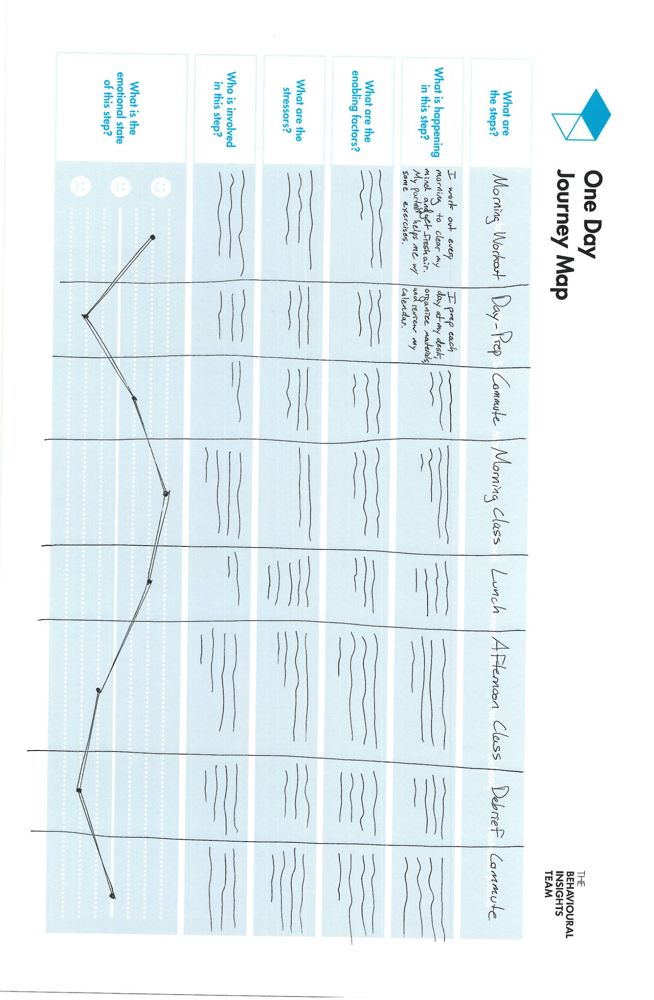 One Day
Journey Map
THE
BEHAVIOURAL
INSIGHTS
TEAM
What are
the steps?
Morning Workout
Day-Prep
Commute
Morning Class
Lunch
Afternoon Class
Debrief
Commute
What is happening
in this step?
I work out every
morning to clear my
mind and get fresh air.
My partner helps me w/
some exercises.
I prep each
day at my desk,
organize materials,
and review my
calendar.
What are the
enabling factors?
What are the
stressors?
Who is involved
in this step?
What is the
emotional state
of this step?